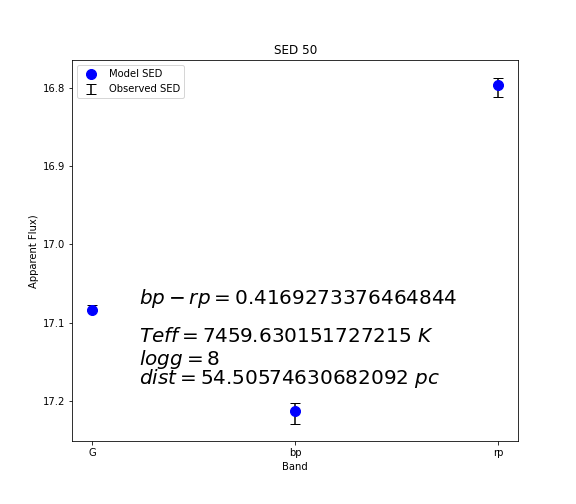 SED 50
Model SED
Observed SED
16.8
16.9
17.0
17.1
17.2
Apparent Flux)
bp − rp = 0.4169273376464844
Teff = 7459.630151727215 K
logg = 8
dist = 54.50574630682092 pc
G
bp
rp
Band